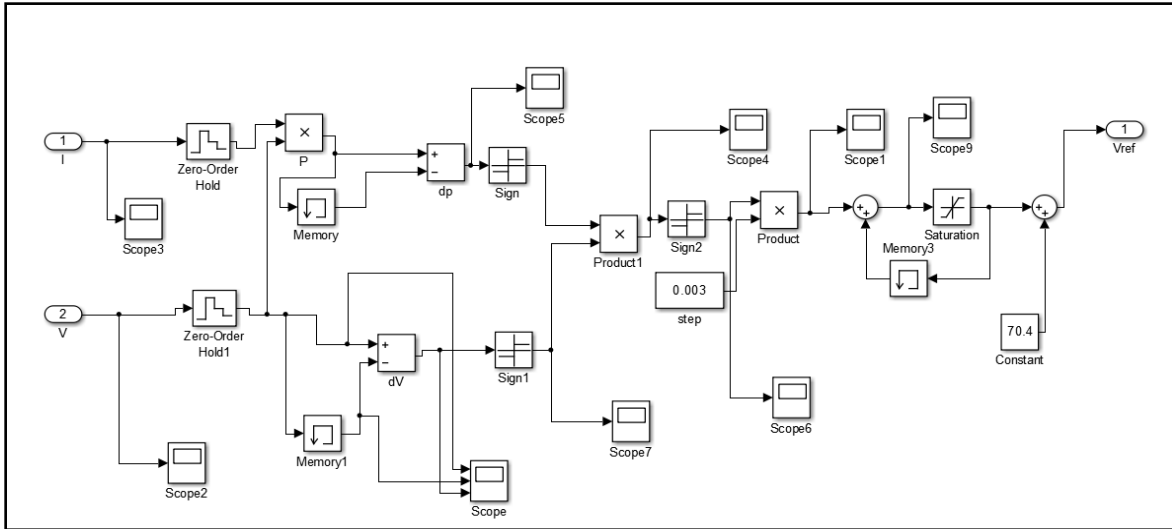 1
I
Zero-Order
Hold
Scope3
×
P
Memory
+
−
dp
Scope5
Sign
2
V
Zero-Order
Hold1
Scope2
Memory1
+
−
dV
Sign1
Scope
Scope7
×
Product1
Scope4
Sign2
0.003
step
×
Product
Scope6
Scope1
+
+
Scope9
Saturation
Memory3
+
+
70.4
Constant
1
Vref